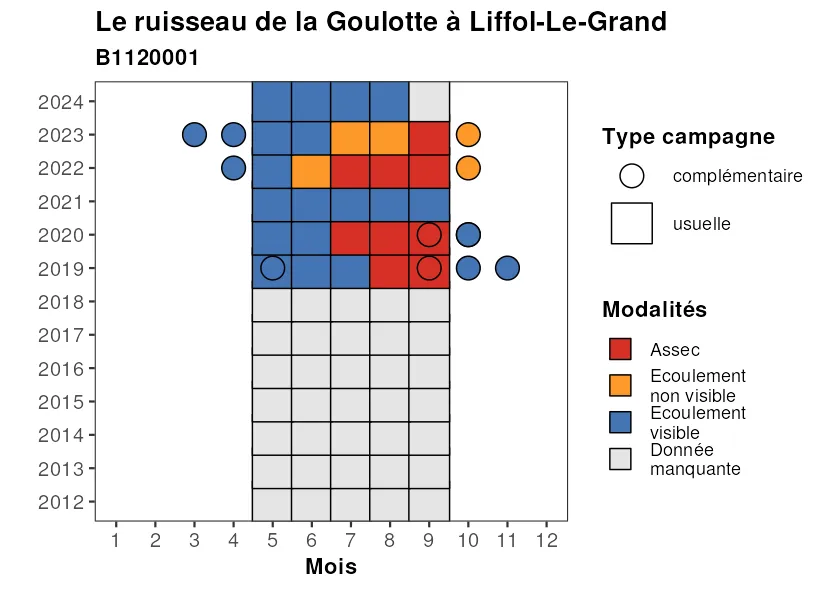 Le ruisseau de la Goulotte à Liffol-Le-Grand
B1120001
2024
2023
2022
2021
2020
2019
2018
2017
2016
2015
2014
2013
2012
1 2 3 4 5 6 7 8 9 10 11 12
Mois
Type campagne
complémentaire
usuelle
Modalités
Assec
Ecoulement
non visible
Ecoulement
visible
Donnée
manquante